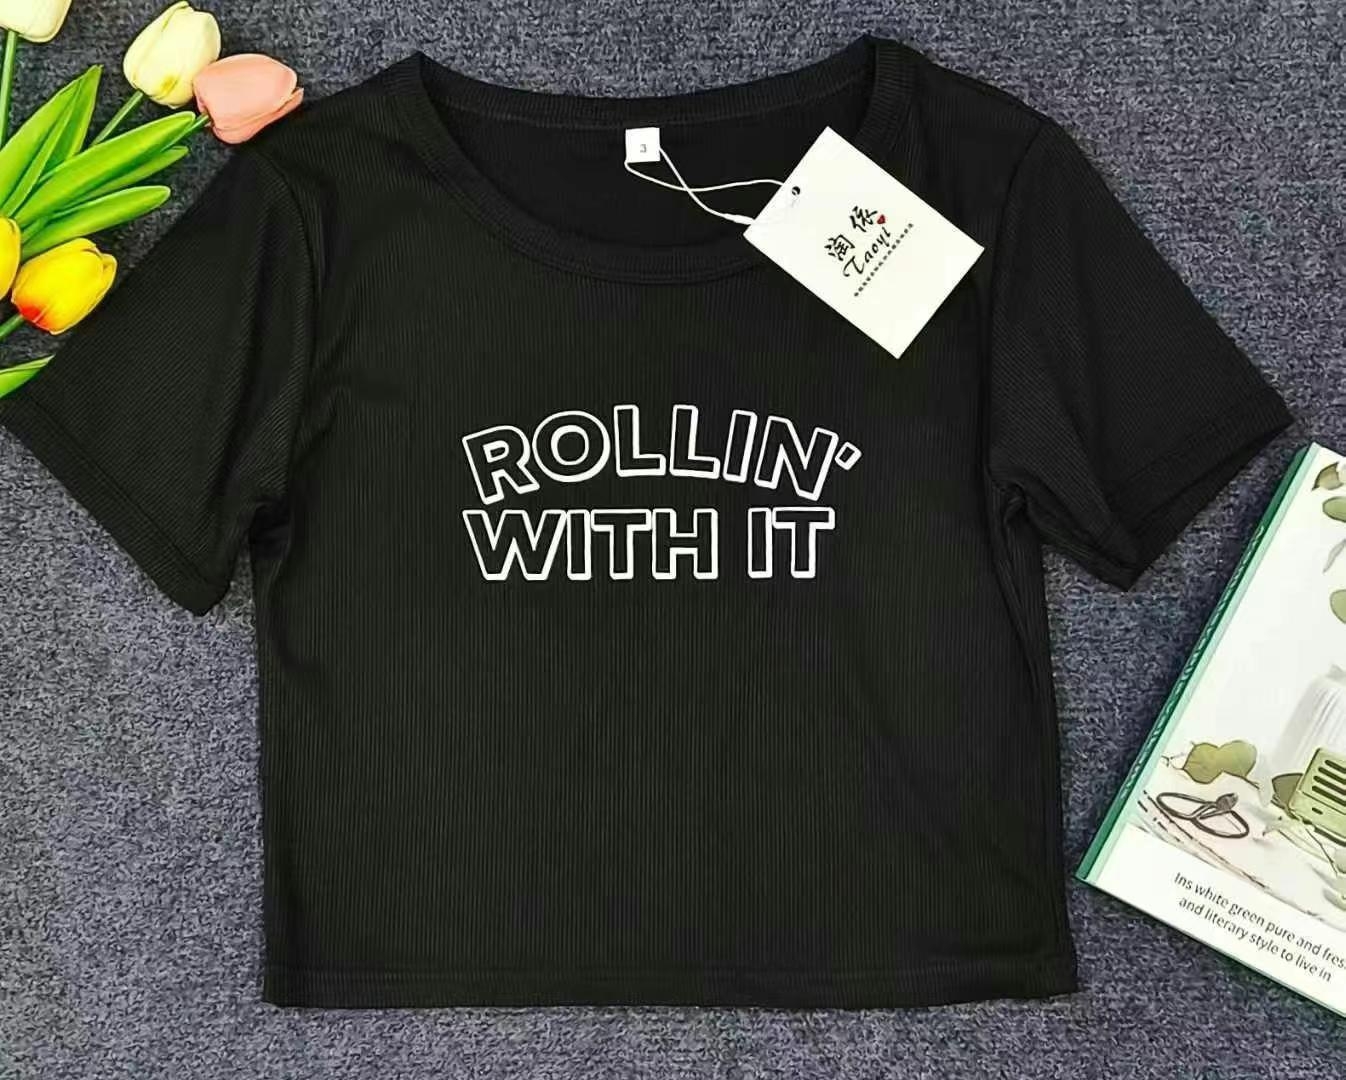 3
淘依
Taoyi
ROLLIN'
WITH IT
Ins white green pure and fres
and literary style to live in